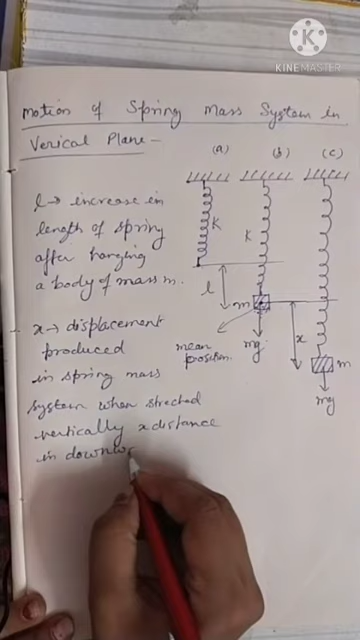 KINEMASTER
Motion of Spring Mass System in
Verical Plane -
(a) (b) (c)
l → increase in
length of spring
after hanging
a body of mass m.
K
K
l
m
mg
mean
position.
x
m
mg
x → displacement
produced
in spring mass
system when streched
vertically x distance
in downw